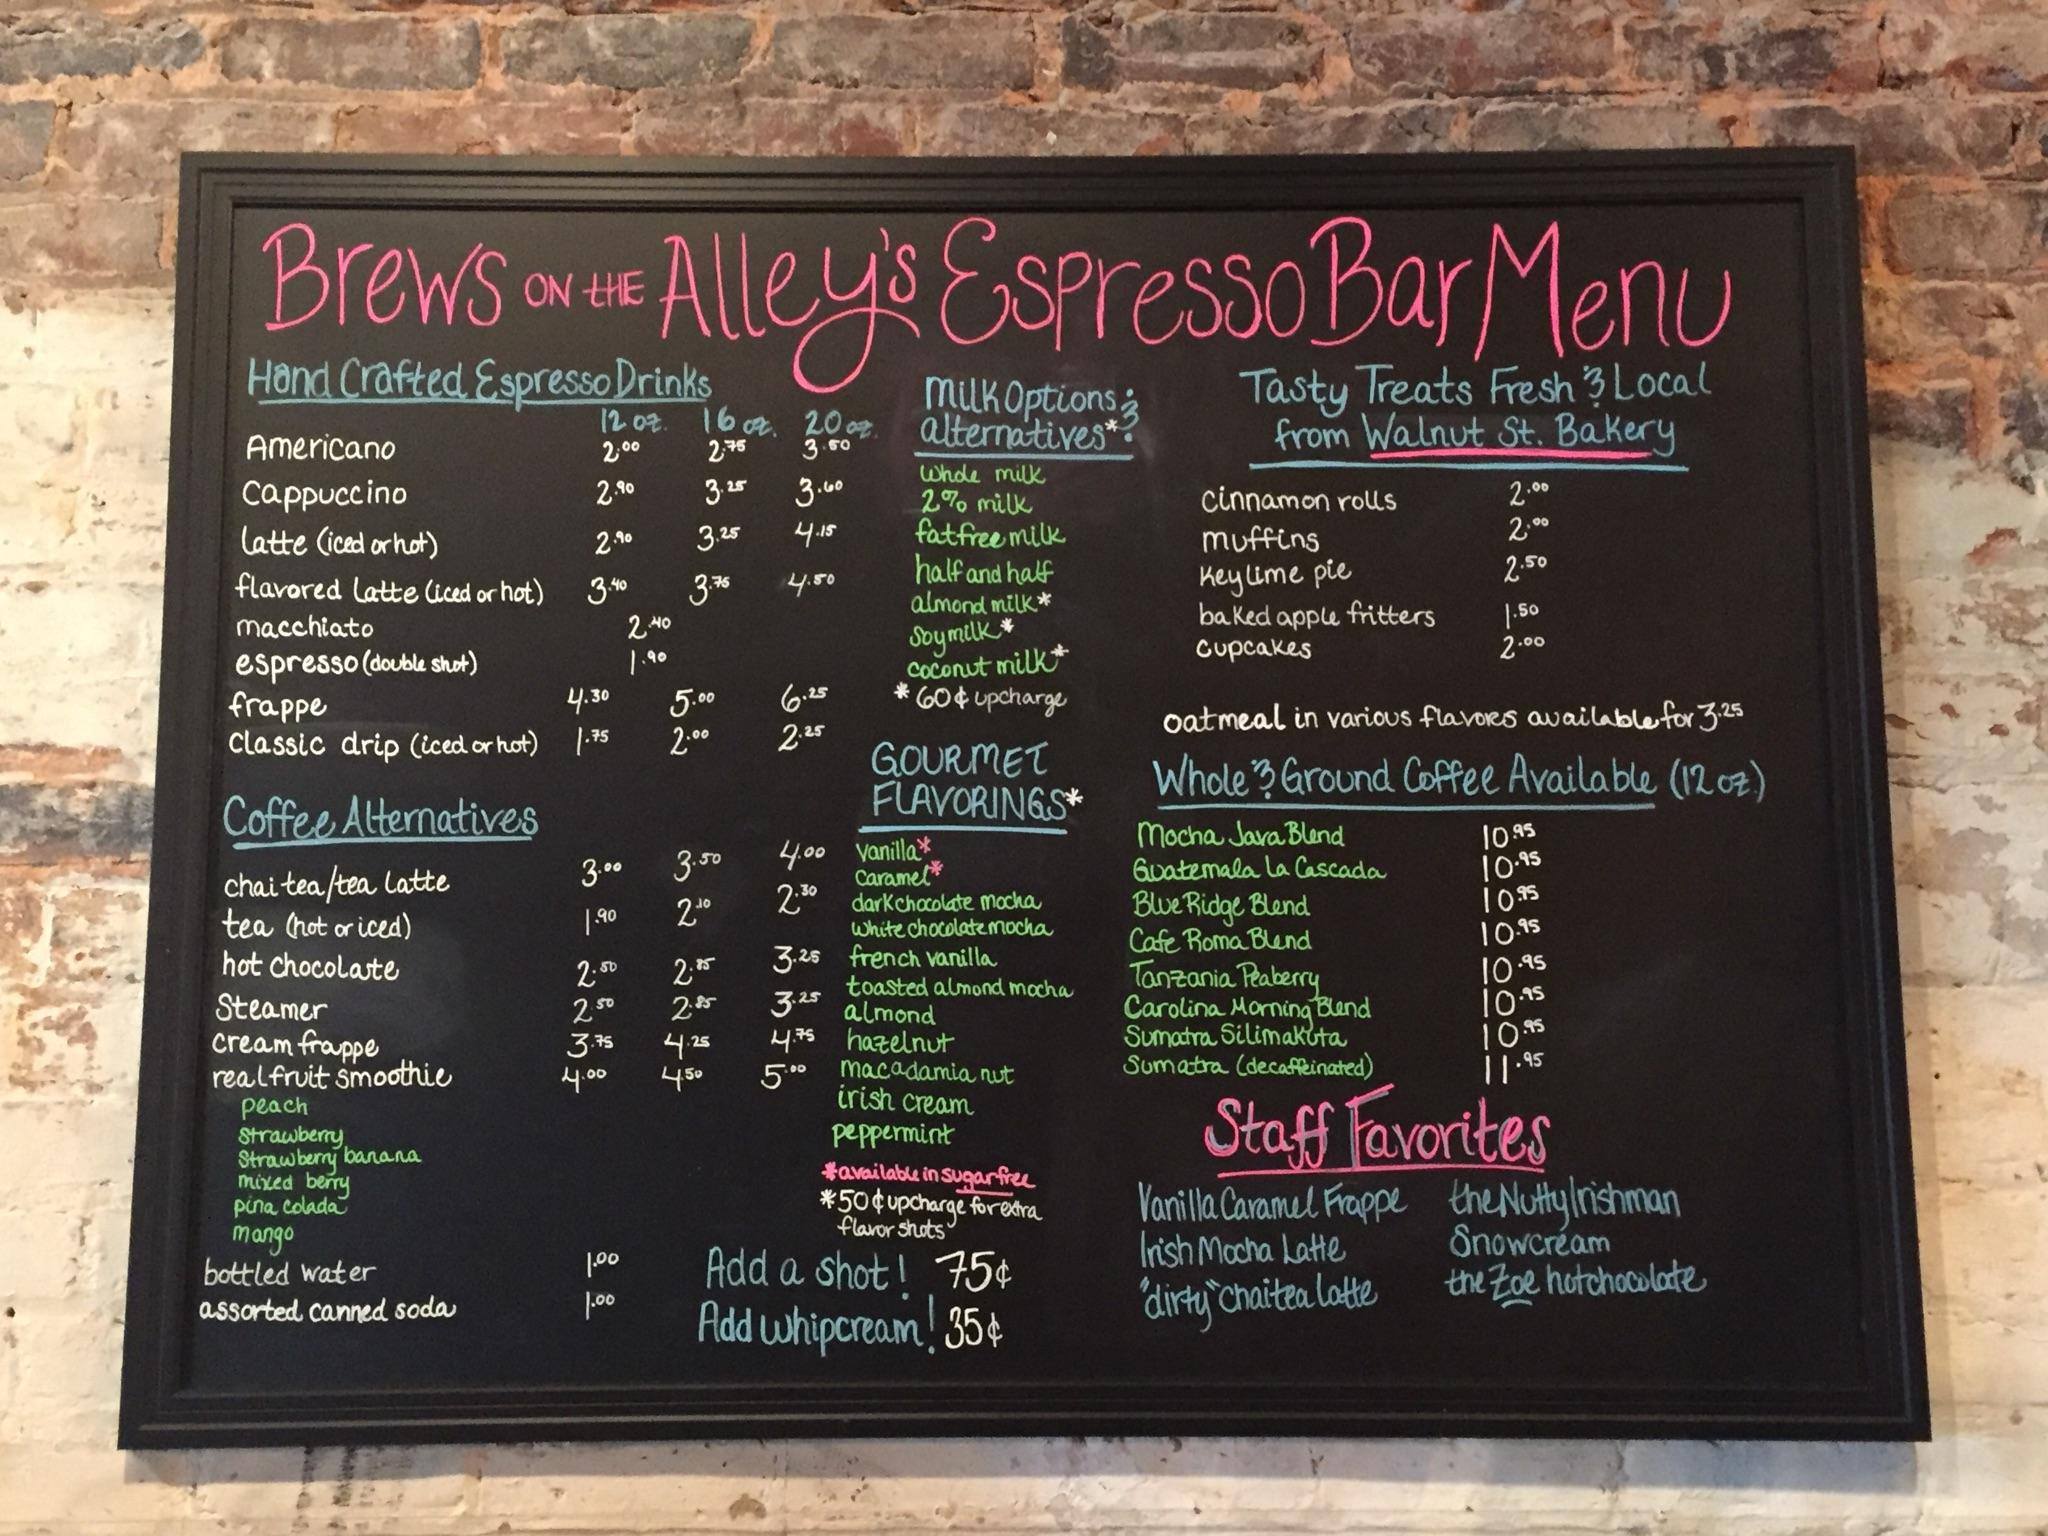 Brews on the Alley's Espresso Bar Menu
Hand Crafted Espresso Drinks
12 oz. 16 oz. 20 oz.
Americano 2.00 2.75 3.50
Cappuccino 2.90 3.25 3.60
latte (iced or hot) 2.90 3.25 4.15
flavored latte (iced or hot) 3.40 3.75 4.50
macchiato 2.40
espresso (double shot) 1.90
frappe 4.30 5.00 6.25
classic drip (iced or hot) 1.75 2.00 2.25
Coffee Alternatives
chai tea/tea latte 3.00 3.50 4.00
tea (hot or iced) 1.90 2.10 2.30
hot chocolate 2.50 2.85 3.25
Steamer 2.50 2.85 3.25
cream frappe 3.75 4.25 4.75
real fruit smoothie 4.00 4.50 5.00
peach
strawberry
strawberry banana
mixed berry
pina colada
mango
bottled water 1.00
assorted canned soda 1.00
Milk Options &
alternatives*:
whole milk
2% milk
fat free milk
half and half
almond milk*
soy milk*
coconut milk*
* 60¢ upcharge
GOURMET
FLAVORINGS*
vanilla*
caramel*
dark chocolate mocha
white chocolate mocha
french vanilla
toasted almond mocha
almond
hazelnut
macadamia nut
irish cream
peppermint
*available in sugar free
*50¢ upcharge for extra
flavor shots
Add a shot! 75¢
Add whipcream! 35¢
Tasty Treats Fresh & Local
from Walnut St. Bakery
cinnamon rolls 2.00
muffins 2.00
key lime pie 2.50
baked apple fritters 1.50
cupcakes 2.00
oatmeal in various flavors available for 3.25
Whole & Ground Coffee Available (12 oz.)
Mocha Java Blend 10.95
Guatemala La Cascada 10.95
Blue Ridge Blend 10.95
Cafe Roma Blend 10.95
Tanzania Peaberry 10.95
Carolina Morning Blend 10.95
Sumatra Silimakuta 10.95
Sumatra (decaffeinated) 11.95
Staff Favorites
Vanilla Caramel Frappe
Irish Mocha Latte
"dirty" chai tea latte
the Nutty Irishman
Snowcream
the Zoe hot chocolate